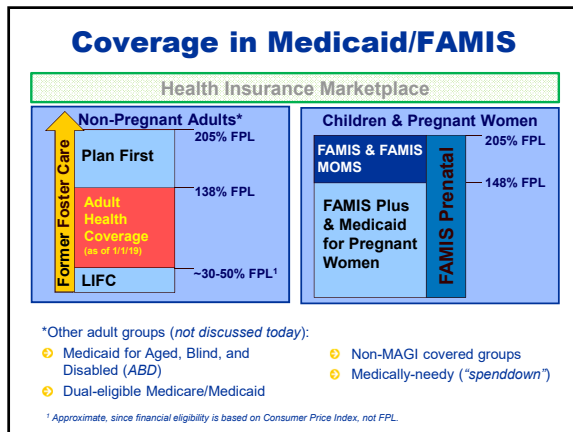 Coverage in Medicaid/FAMIS
Health Insurance Marketplace
Non-Pregnant Adults*
205% FPL
Plan First
138% FPL
Adult
Health
Coverage
(as of 1/1/19)
~30-50% FPL¹
LIFC
Former Foster Care
Children & Pregnant Women
205% FPL
FAMIS & FAMIS
MOMS
148% FPL
FAMIS Plus
& Medicaid
for Pregnant
Women
FAMIS Prenatal
*Other adult groups (not discussed today):
Medicaid for Aged, Blind, and
Disabled (ABD)
Dual-eligible Medicare/Medicaid
Non-MAGI covered groups
Medically-needy (“spenddown”)
¹ Approximate, since financial eligibility is based on Consumer Price Index, not FPL.